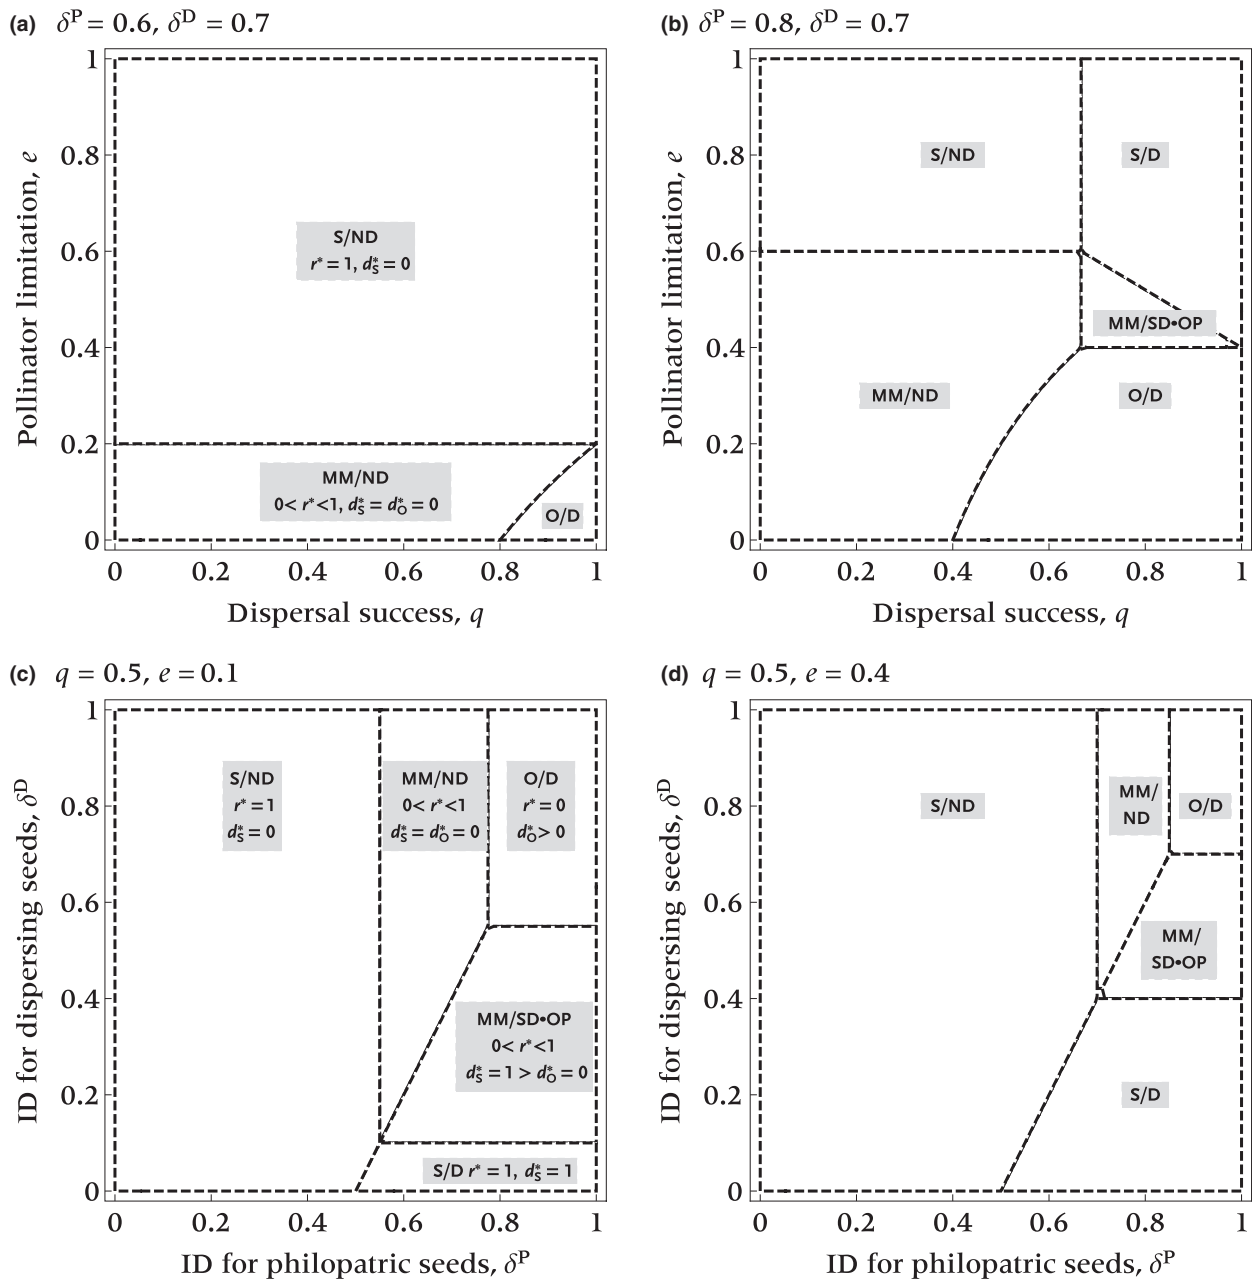 (a) δᴾ = 0.6, δᴰ = 0.7
1
0.8
0.6
0.4
0.2
0
Pollinator limitation, e
S/ND
r* = 1, d*S = 0
MM/ND
0< r* <1, d*S = d*O = 0
O/D
0 0.2 0.4 0.6 0.8 1
Dispersal success, q
(b) δᴾ = 0.8, δᴰ = 0.7
1
0.8
0.6
0.4
0.2
0
Pollinator limitation, e
S/ND
S/D
MM/SD•OP
MM/ND
O/D
0 0.2 0.4 0.6 0.8 1
Dispersal success, q
(c) q = 0.5, e = 0.1
1
0.8
0.6
0.4
0.2
0
ID for dispersing seeds, δᴰ
S/ND
r* = 1
d*S = 0
MM/ND
0< r* <1
d*S = d*O = 0
O/D
r* = 0
d*O > 0
MM/SD•OP
0< r* <1
d*S = 1 > d*O = 0
S/D r* = 1, d*S = 1
0 0.2 0.4 0.6 0.8 1
ID for philopatric seeds, δᴾ
(d) q = 0.5, e = 0.4
1
0.8
0.6
0.4
0.2
0
ID for dispersing seeds, δᴰ
S/ND
MM/
ND
O/D
MM/
SD•OP
S/D
0 0.2 0.4 0.6 0.8 1
ID for philopatric seeds, δᴾ